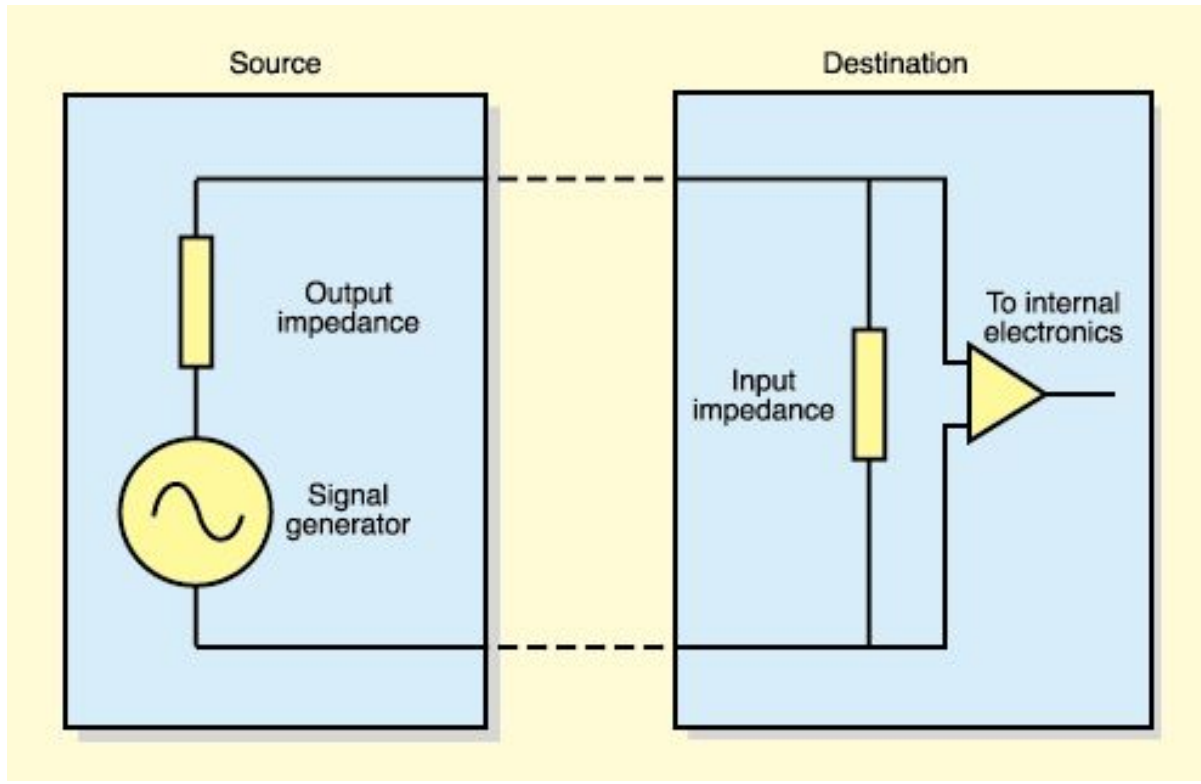 Source
Destination
Output
impedance
Signal
generator
Input
impedance
To internal
electronics